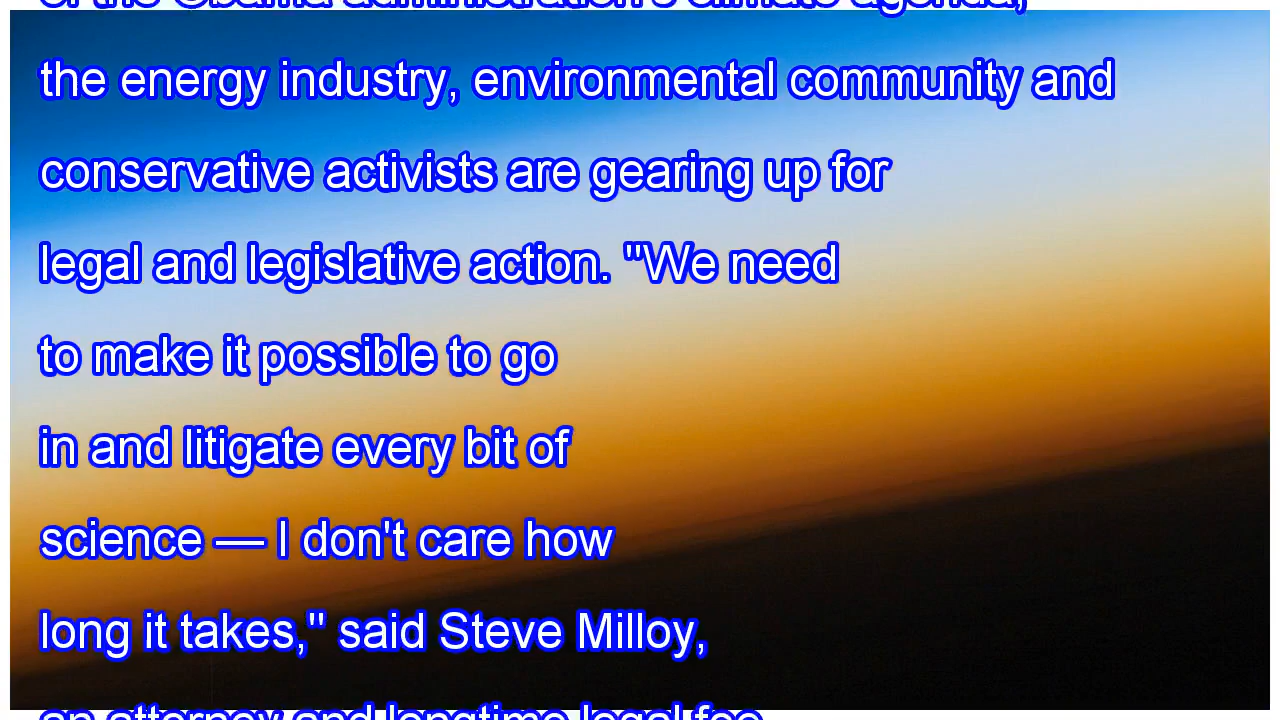 of the Obama administration's climate agenda,
the energy industry, environmental community and
conservative activists are gearing up for
legal and legislative action. "We need
to make it possible to go
in and litigate every bit of
science — I don't care how
long it takes," said Steve Milloy,
an attorney and longtime legal foe